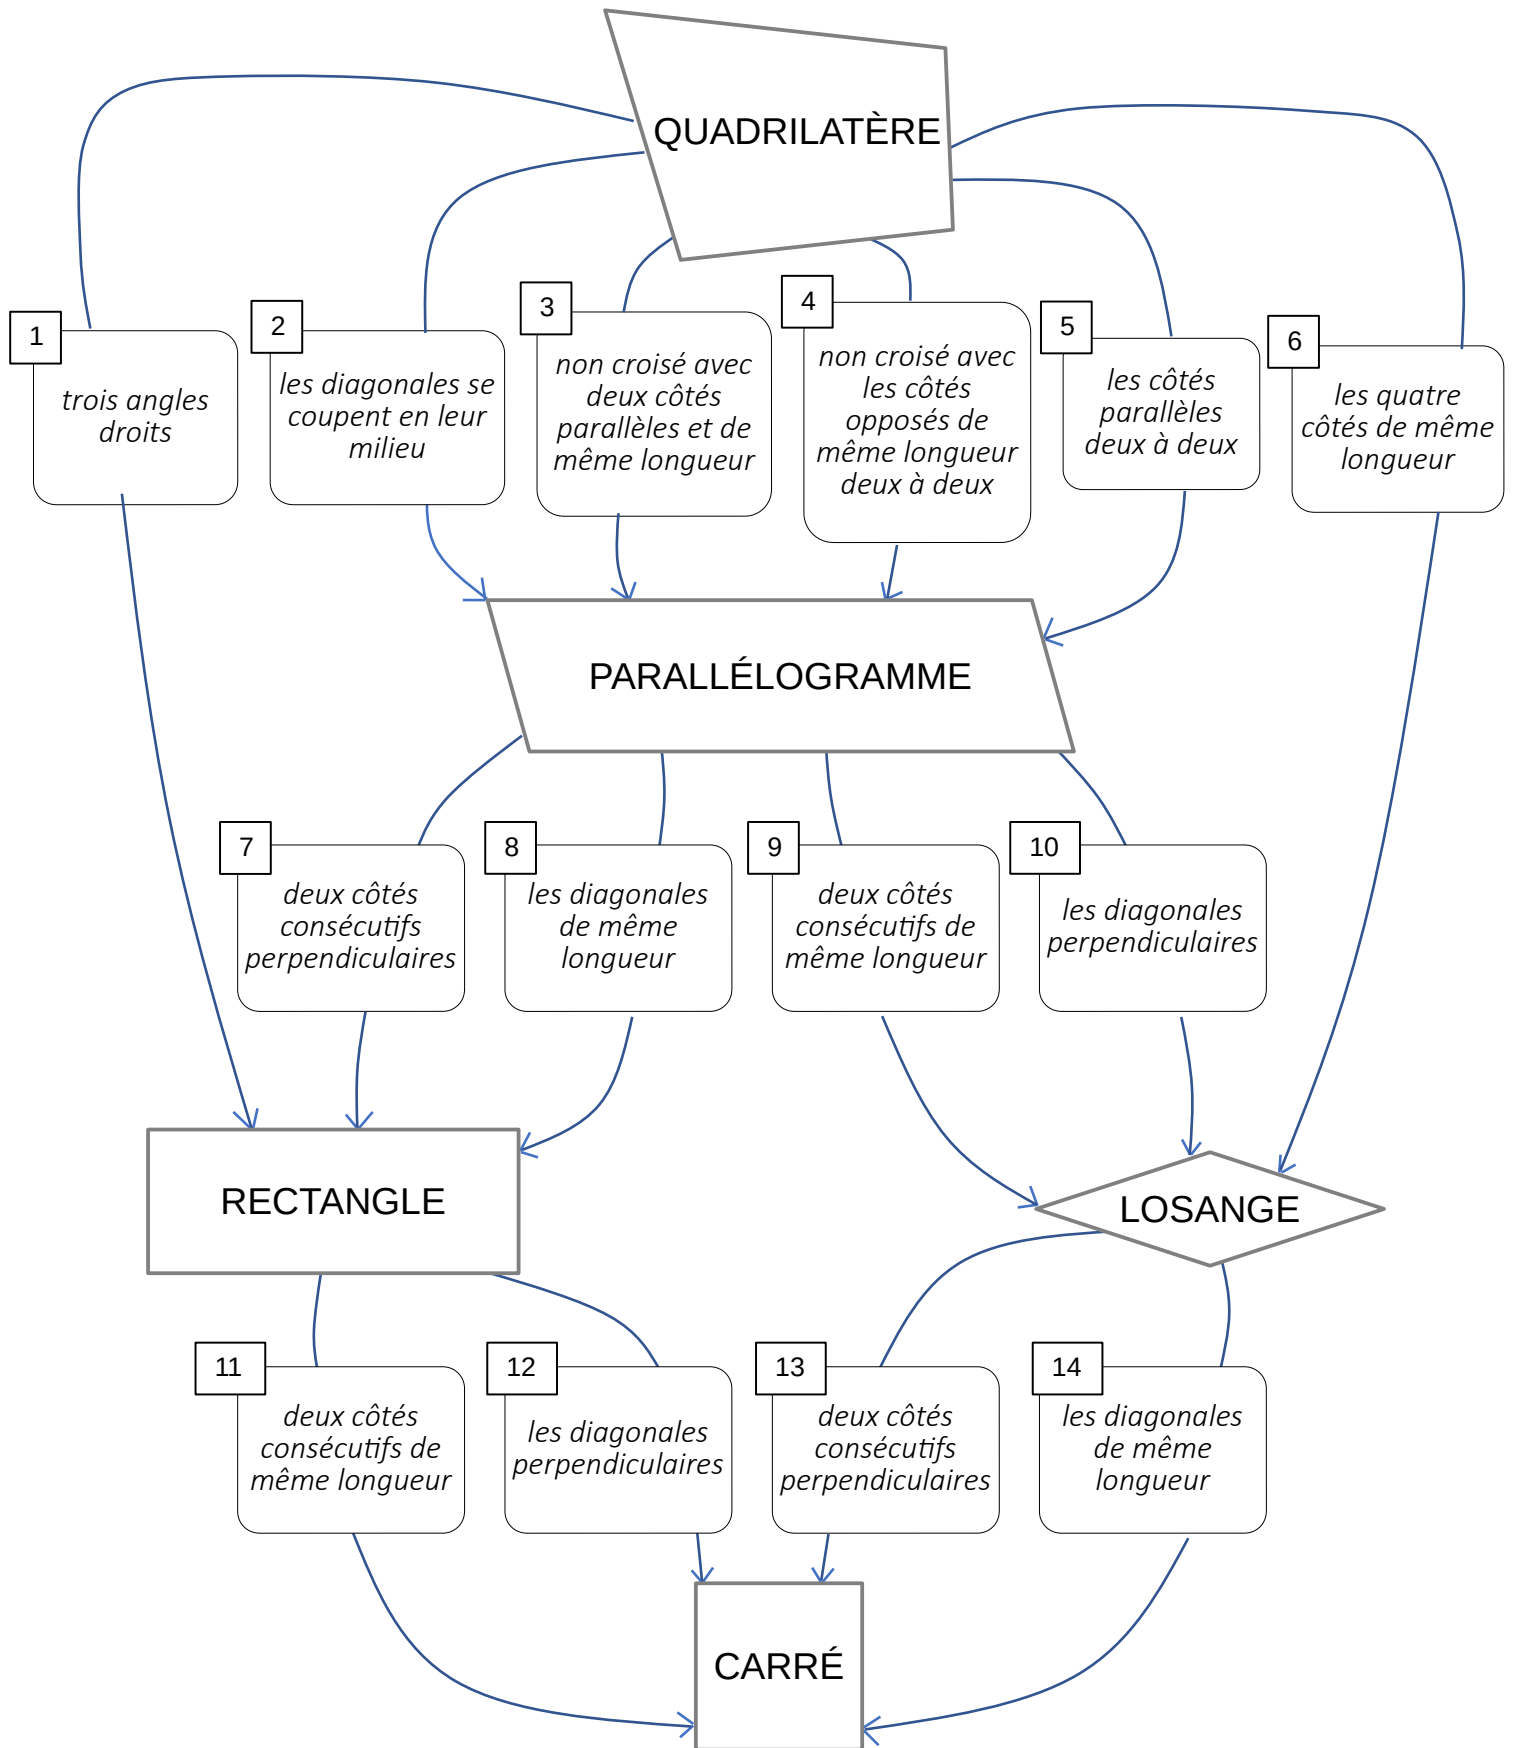 QUADRILATÈRE
1
trois angles
droits
2
les diagonales se
coupent en leur
milieu
3
non croisé avec
deux côtés
parallèles et de
même longueur
4
non croisé avec
les côtés
opposés de
même longueur
deux à deux
5
les côtés
parallèles
deux à deux
6
les quatre
côtés de même
longueur
PARALLÉLOGRAMME
7
deux côtés
consécutifs
perpendiculaires
8
les diagonales
de même
longueur
9
deux côtés
consécutifs de
même longueur
10
les diagonales
perpendiculaires
RECTANGLE
LOSANGE
11
deux côtés
consécutifs de
même longueur
12
les diagonales
perpendiculaires
13
deux côtés
consécutifs
perpendiculaires
14
les diagonales
de même
longueur
CARRÉ